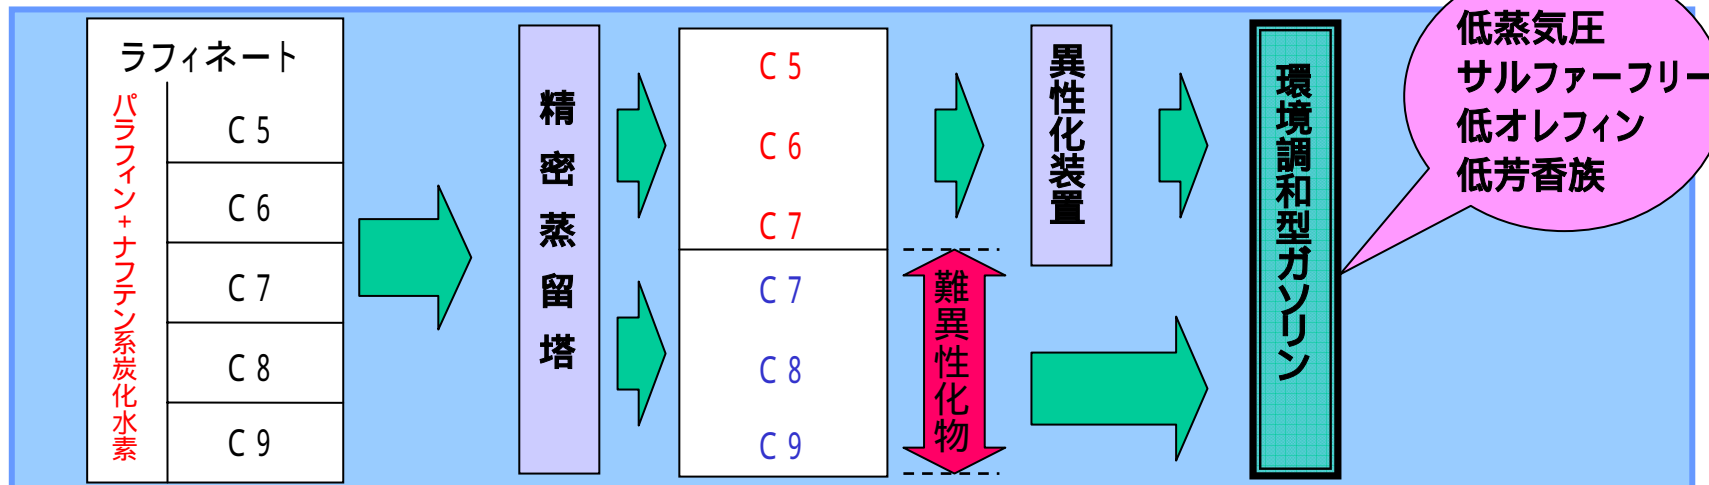 ラフィネート
パラフィン+ナフテン系炭化水素
C5
C6
C7
C8
C9
精密蒸留塔
C5
C6
C7
C7
C8
C9
異性化装置
難異性化物
環境調和型ガソリン
低蒸気圧
サルファーフリー
低オレフィン
低芳香族